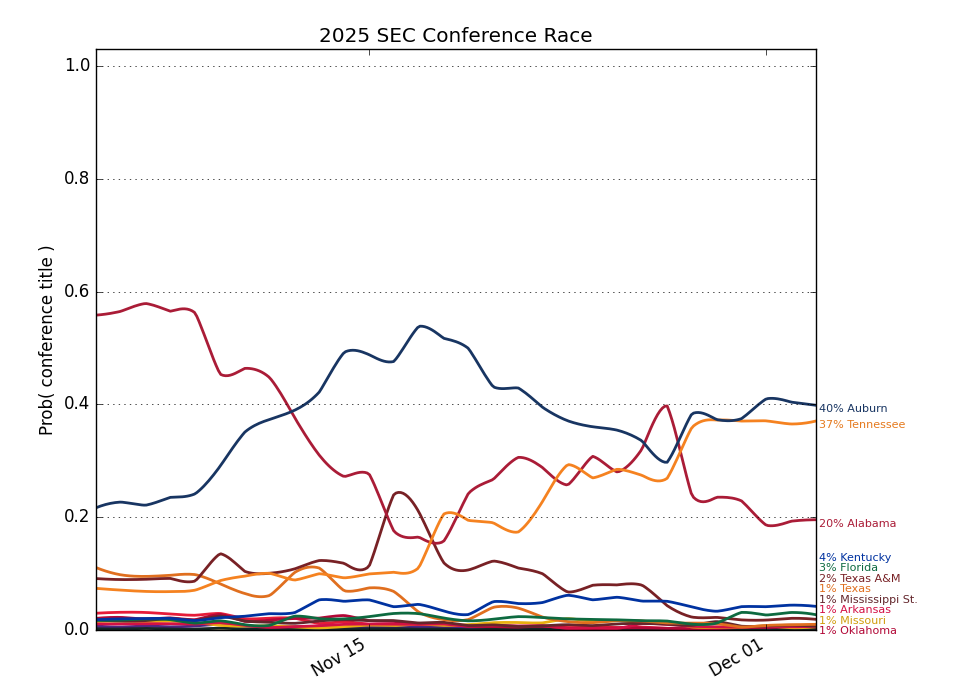 2025 SEC Conference Race
Prob( conference title )
1.0
0.8
0.6
0.4
0.2
0.0
Nov 15
Dec 01
40% Auburn
37% Tennessee
20% Alabama
4% Kentucky
3% Florida
2% Texas A&M
1% Texas
1% Mississippi St.
1% Arkansas
1% Missouri
1% Oklahoma